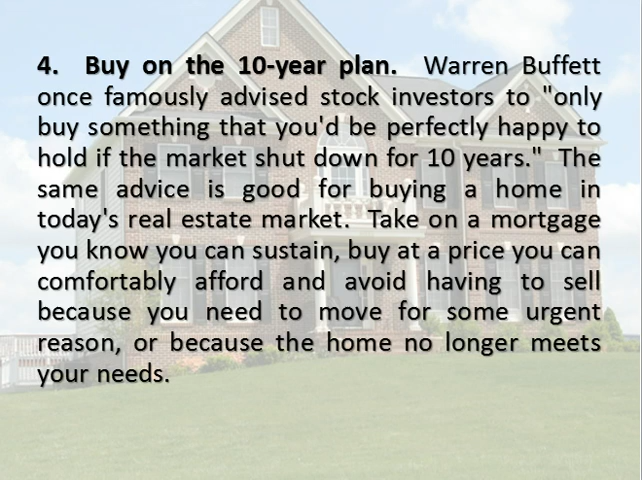 4. Buy on the 10-year plan. Warren Buffett
once famously advised stock investors to "only
buy something that you'd be perfectly happy to
hold if the market shut down for 10 years." The
same advice is good for buying a home in
today's real estate market. Take on a mortgage
you know you can sustain, buy at a price you can
comfortably afford and avoid having to sell
because you need to move for some urgent
reason, or because the home no longer meets
your needs.